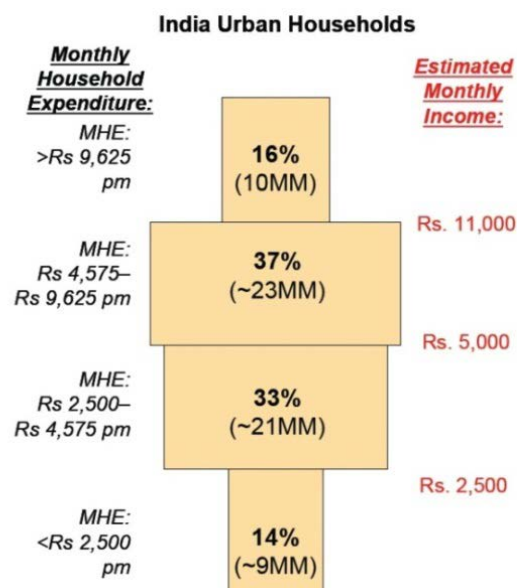 India Urban Households
Monthly
Household
Expenditure:
Estimated
Monthly
Income:
MHE:
>Rs 9,625
pm
16%
(10MM)
Rs. 11,000
MHE:
Rs 4,575–
Rs 9,625 pm
37%
(~23MM)
Rs. 5,000
MHE:
Rs 2,500–
Rs 4,575 pm
33%
(~21MM)
Rs. 2,500
MHE:
<Rs 2,500
pm
14%
(~9MM)